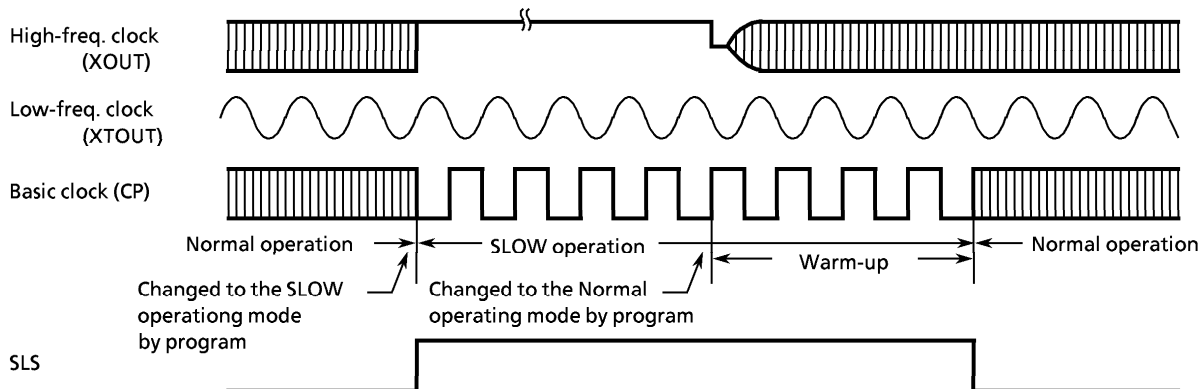 High-freq. clock
(XOUT)
Low-freq. clock
(XTOUT)
Basic clock (CP)
Normal operation
SLOW operation
Normal operation
Warm-up
Changed to the SLOW
operationg mode
by program
Changed to the Normal
operating mode by program
SLS